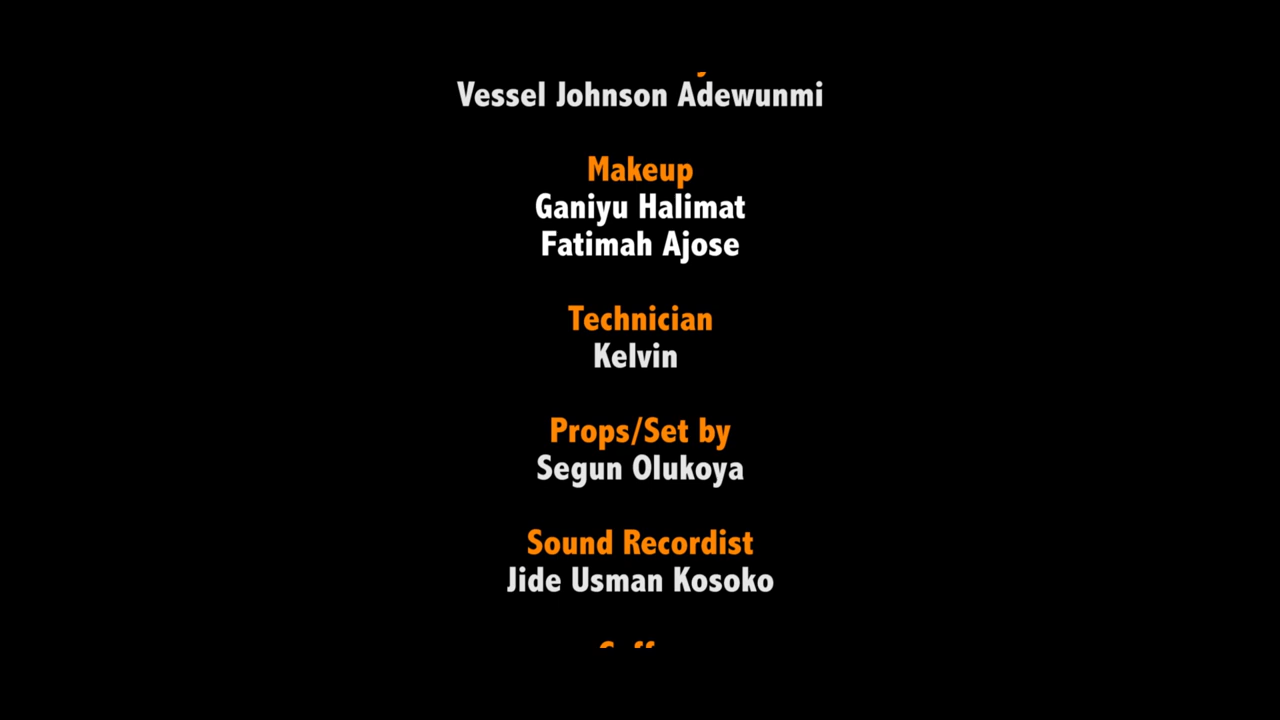 Vessel Johnson Adewunmi
Makeup
Ganiyu Halimat
Fatimah Ajose
Technician
Kelvin
Props/Set by
Segun Olukoya
Sound Recordist
Jide Usman Kosoko